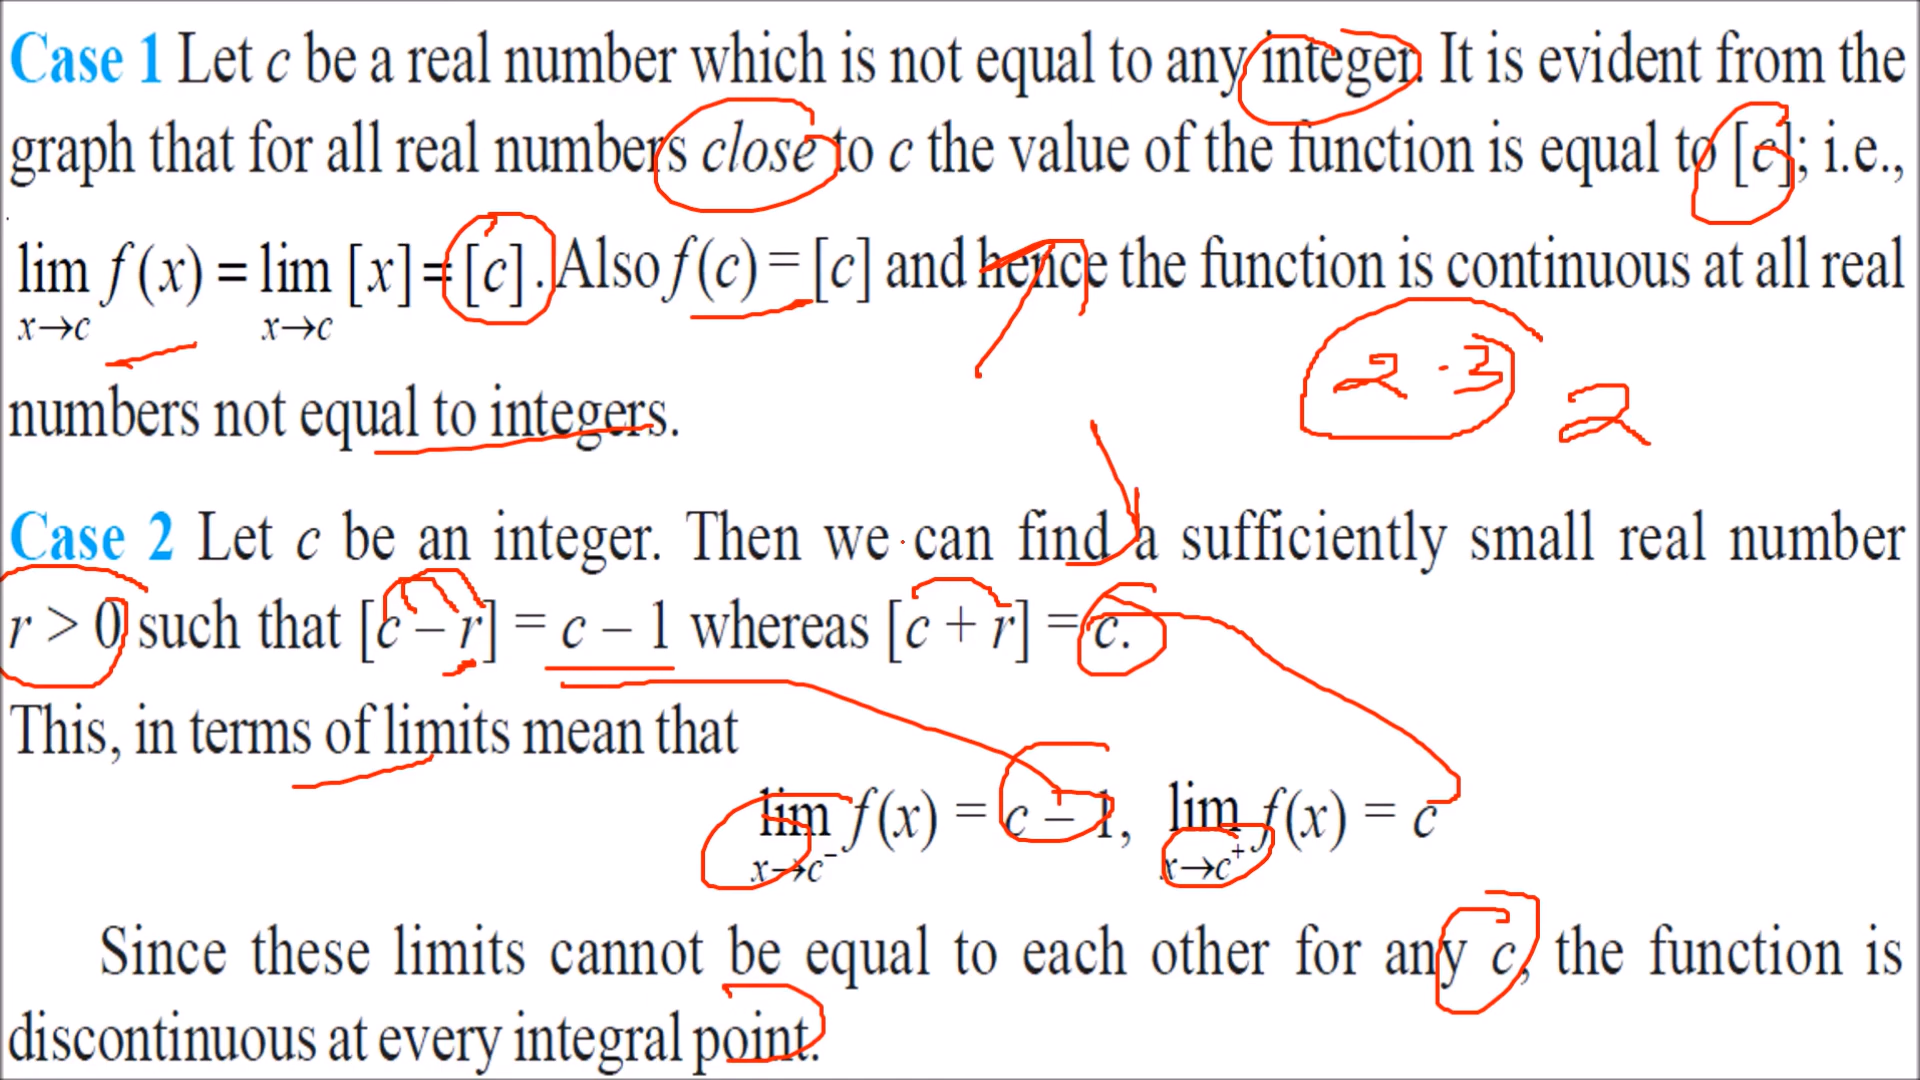 Case 1 Let c be a real number which is not equal to any integer. It is evident from the
graph that for all real numbers close to c the value of the function is equal to [c]; i.e.,
lim f(x) = lim [x] = [c]. Also f(c) = [c] and hence the function is continuous at all real
x→c x→c
2.3 2
numbers not equal to integers.
Case 2 Let c be an integer. Then we can find a sufficiently small real number
r > 0 such that [c – r] = c – 1 whereas [c + r] = c.
This, in terms of limits mean that
lim f(x) = c – 1, lim f(x) = c
x→c⁻ x→c⁺
Since these limits cannot be equal to each other for any c, the function is
discontinuous at every integral point.